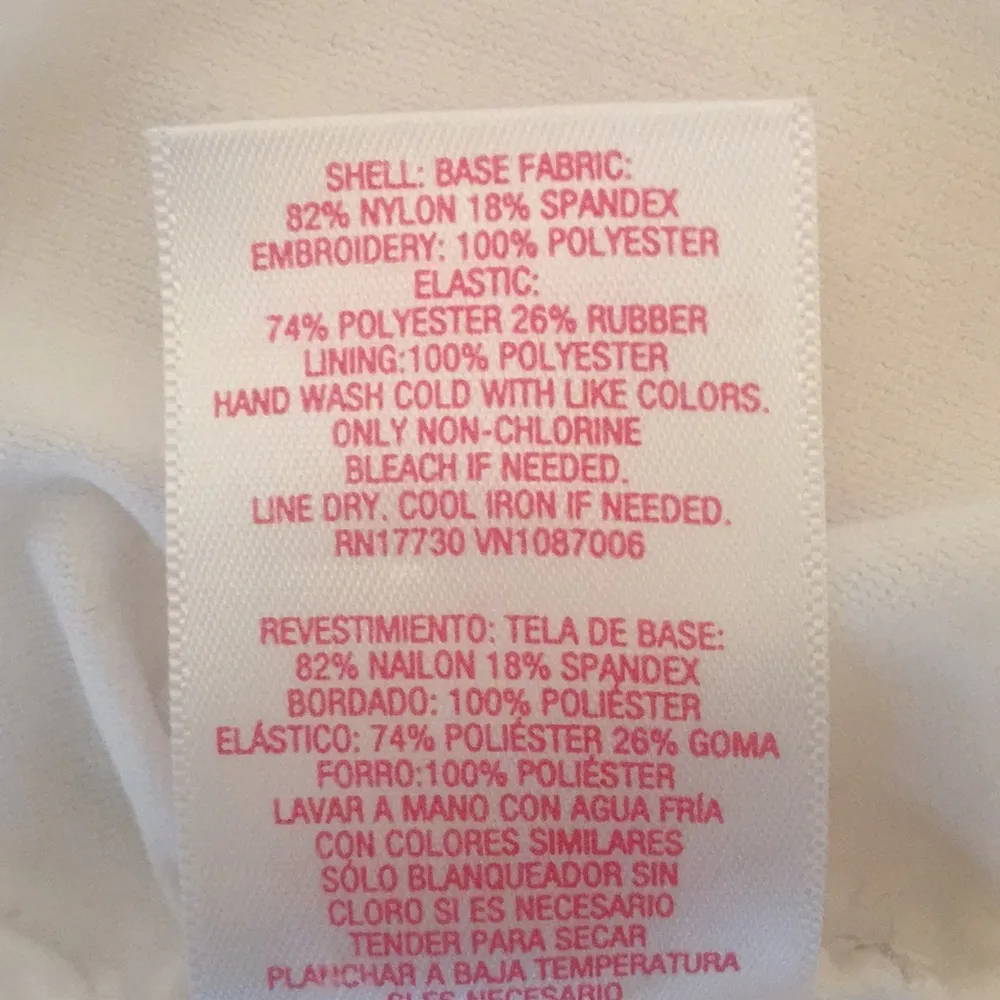 SHELL: BASE FABRIC:
82% NYLON 18% SPANDEX
EMBROIDERY: 100% POLYESTER
ELASTIC:
74% POLYESTER 26% RUBBER
LINING:100% POLYESTER
HAND WASH COLD WITH LIKE COLORS.
ONLY NON-CHLORINE
BLEACH IF NEEDED.
LINE DRY. COOL IRON IF NEEDED.
RN17730 VN1087006
REVESTIMIENTO: TELA DE BASE:
82% NAILON 18% SPANDEX
BORDADO: 100% POLIÉSTER
ELÁSTICO: 74% POLIÉSTER 26% GOMA
FORRO:100% POLIÉSTER
LAVAR A MANO CON AGUA FRÍA
CON COLORES SIMILARES
SÓLO BLANQUEADOR SIN
CLORO SI ES NECESARIO
TENDER PARA SECAR
PLANCHAR A BAJA TEMPERATURA
SI ES NECESARIO